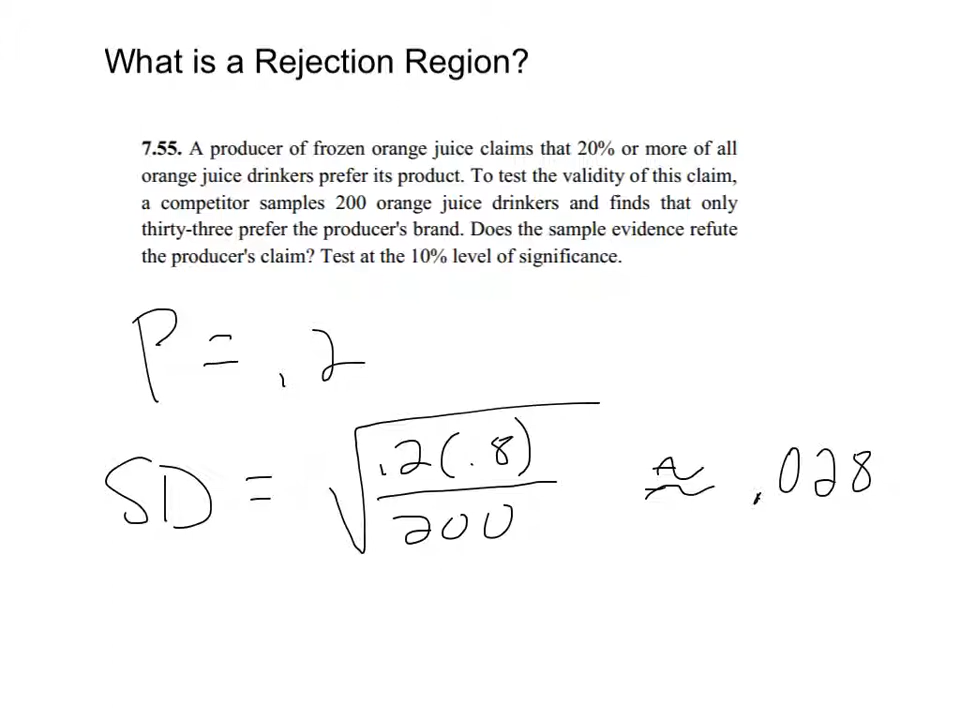 What is a Rejection Region?
7.55. A producer of frozen orange juice claims that 20% or more of all
orange juice drinkers prefer its product. To test the validity of this claim,
a competitor samples 200 orange juice drinkers and finds that only
thirty-three prefer the producer's brand. Does the sample evidence refute
the producer's claim? Test at the 10% level of significance.
P = .2
SD = √(.2(.8)/200) ≈ .028